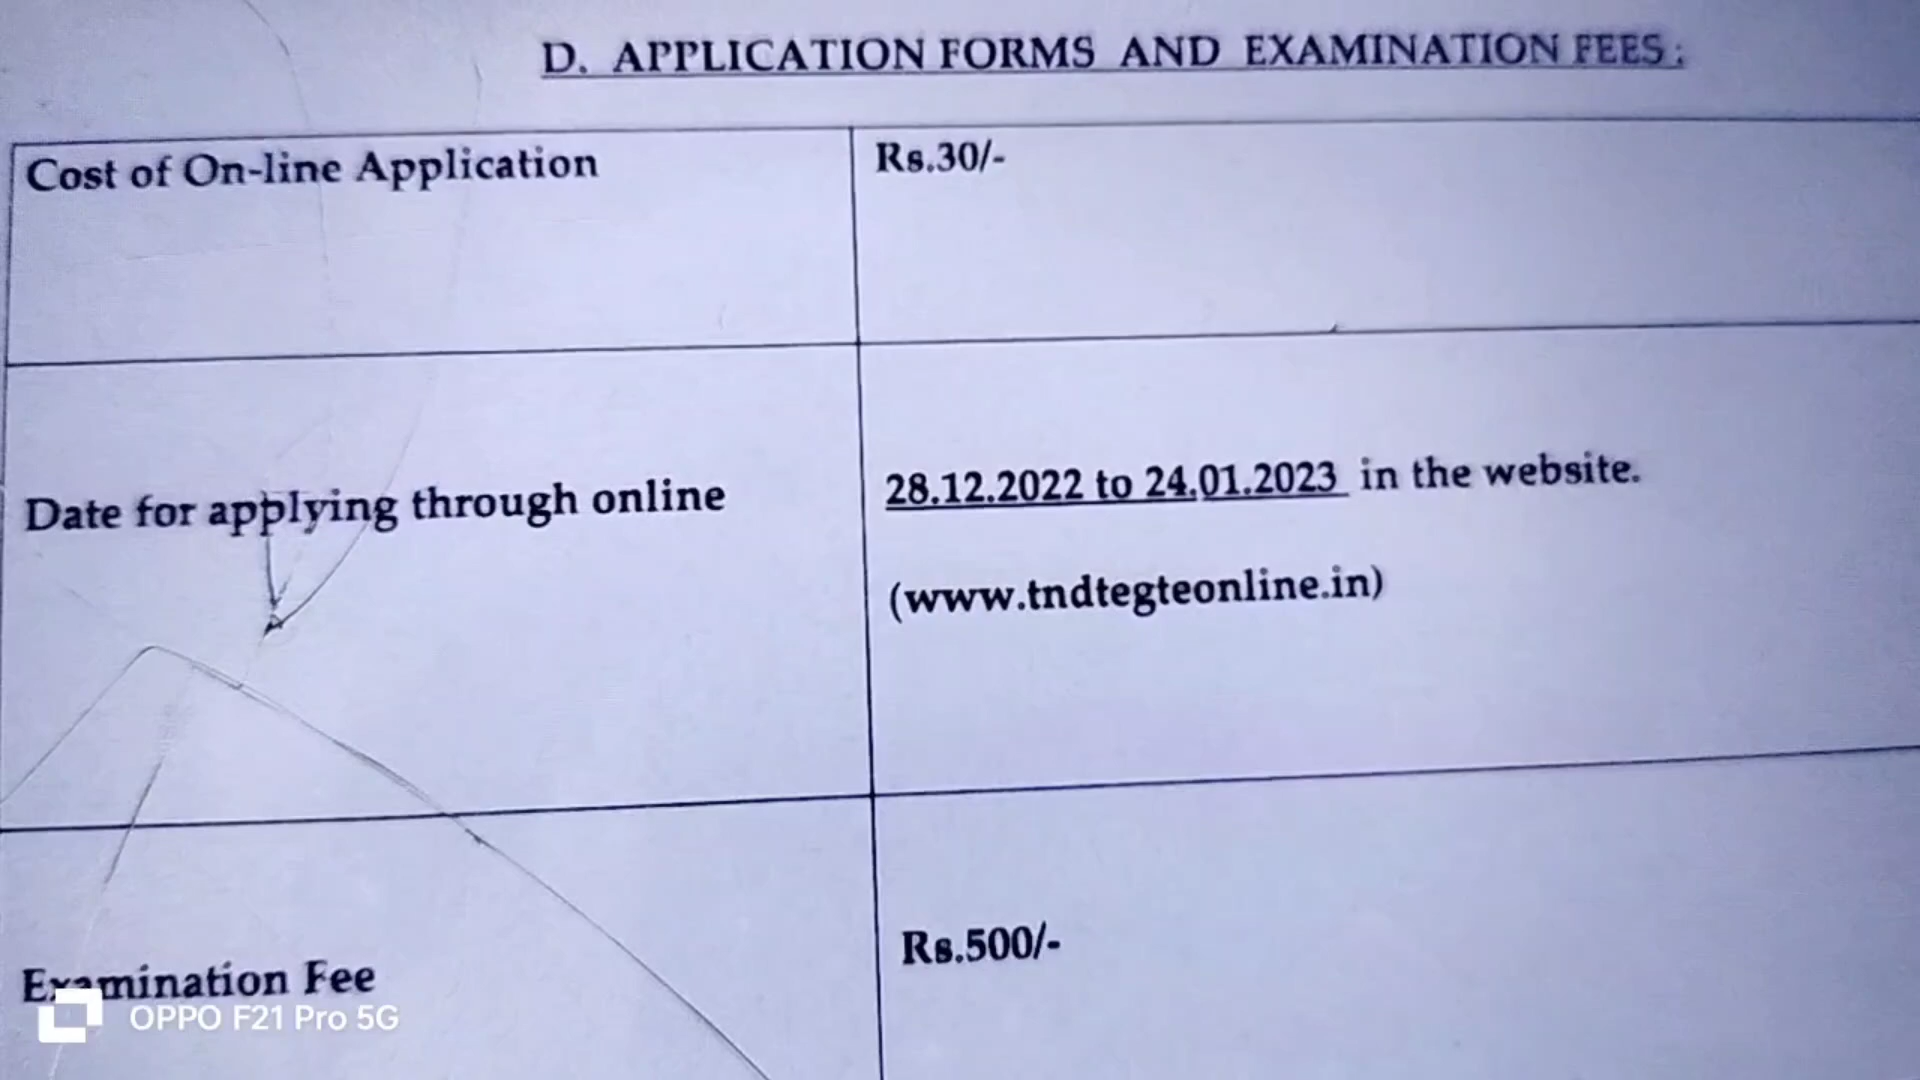 D. APPLICATION FORMS AND EXAMINATION FEES :
Cost of On-line Application
Rs.30/-
Date for applying through online
28.12.2022 to 24.01.2023 in the website.
(www.tndtegteonline.in)
Examination Fee
Rs.500/-
OPPO F21 Pro 5G